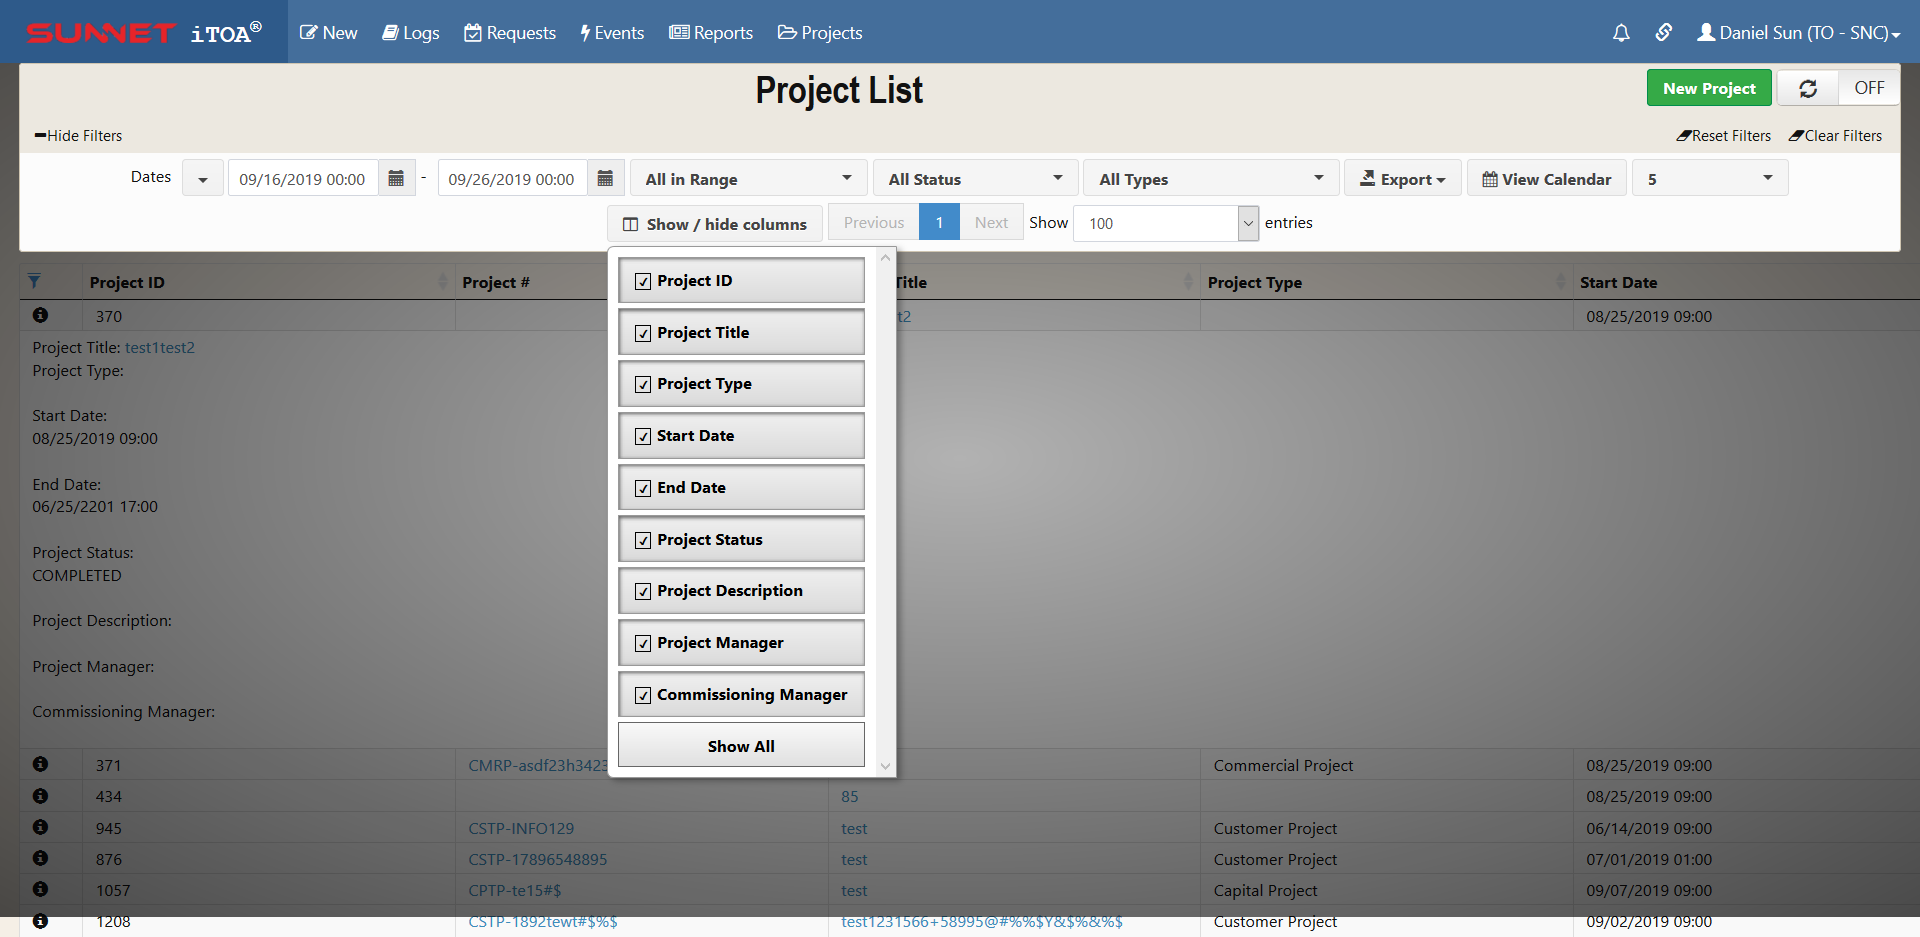 SUNNET iTOA® New Logs Requests Events Reports Projects Daniel Sun (TO - SNC)
Project List New Project OFF
Hide Filters Reset Filters Clear Filters
Dates 09/16/2019 00:00 - 09/26/2019 00:00 All in Range All Status All Types Export View Calendar 5
Show / hide columns Previous 1 Next Show 100 entries
Project ID
Project Title
Project Type
Start Date
End Date
Project Status
Project Description
Project Manager
Commissioning Manager
Show All
Project ID Project # Title Project Type Start Date
370 t2 08/25/2019 09:00
Project Title: test1test2
Project Type:
Start Date:
08/25/2019 09:00
End Date:
06/25/2201 17:00
Project Status:
COMPLETED
Project Description:
Project Manager:
Commissioning Manager:
371 CMRP-asdf23h3423 Commercial Project 08/25/2019 09:00
434 85 08/25/2019 09:00
945 CSTP-INFO129 test Customer Project 06/14/2019 09:00
876 CSTP-17896548895 test Customer Project 07/01/2019 01:00
1057 CPTP-te15#$ test Capital Project 09/07/2019 09:00
1208 CSTP-1892tewt#$%$ test1231566+58995@#%%$Y&$%&%$ Customer Project 09/02/2019 09:00